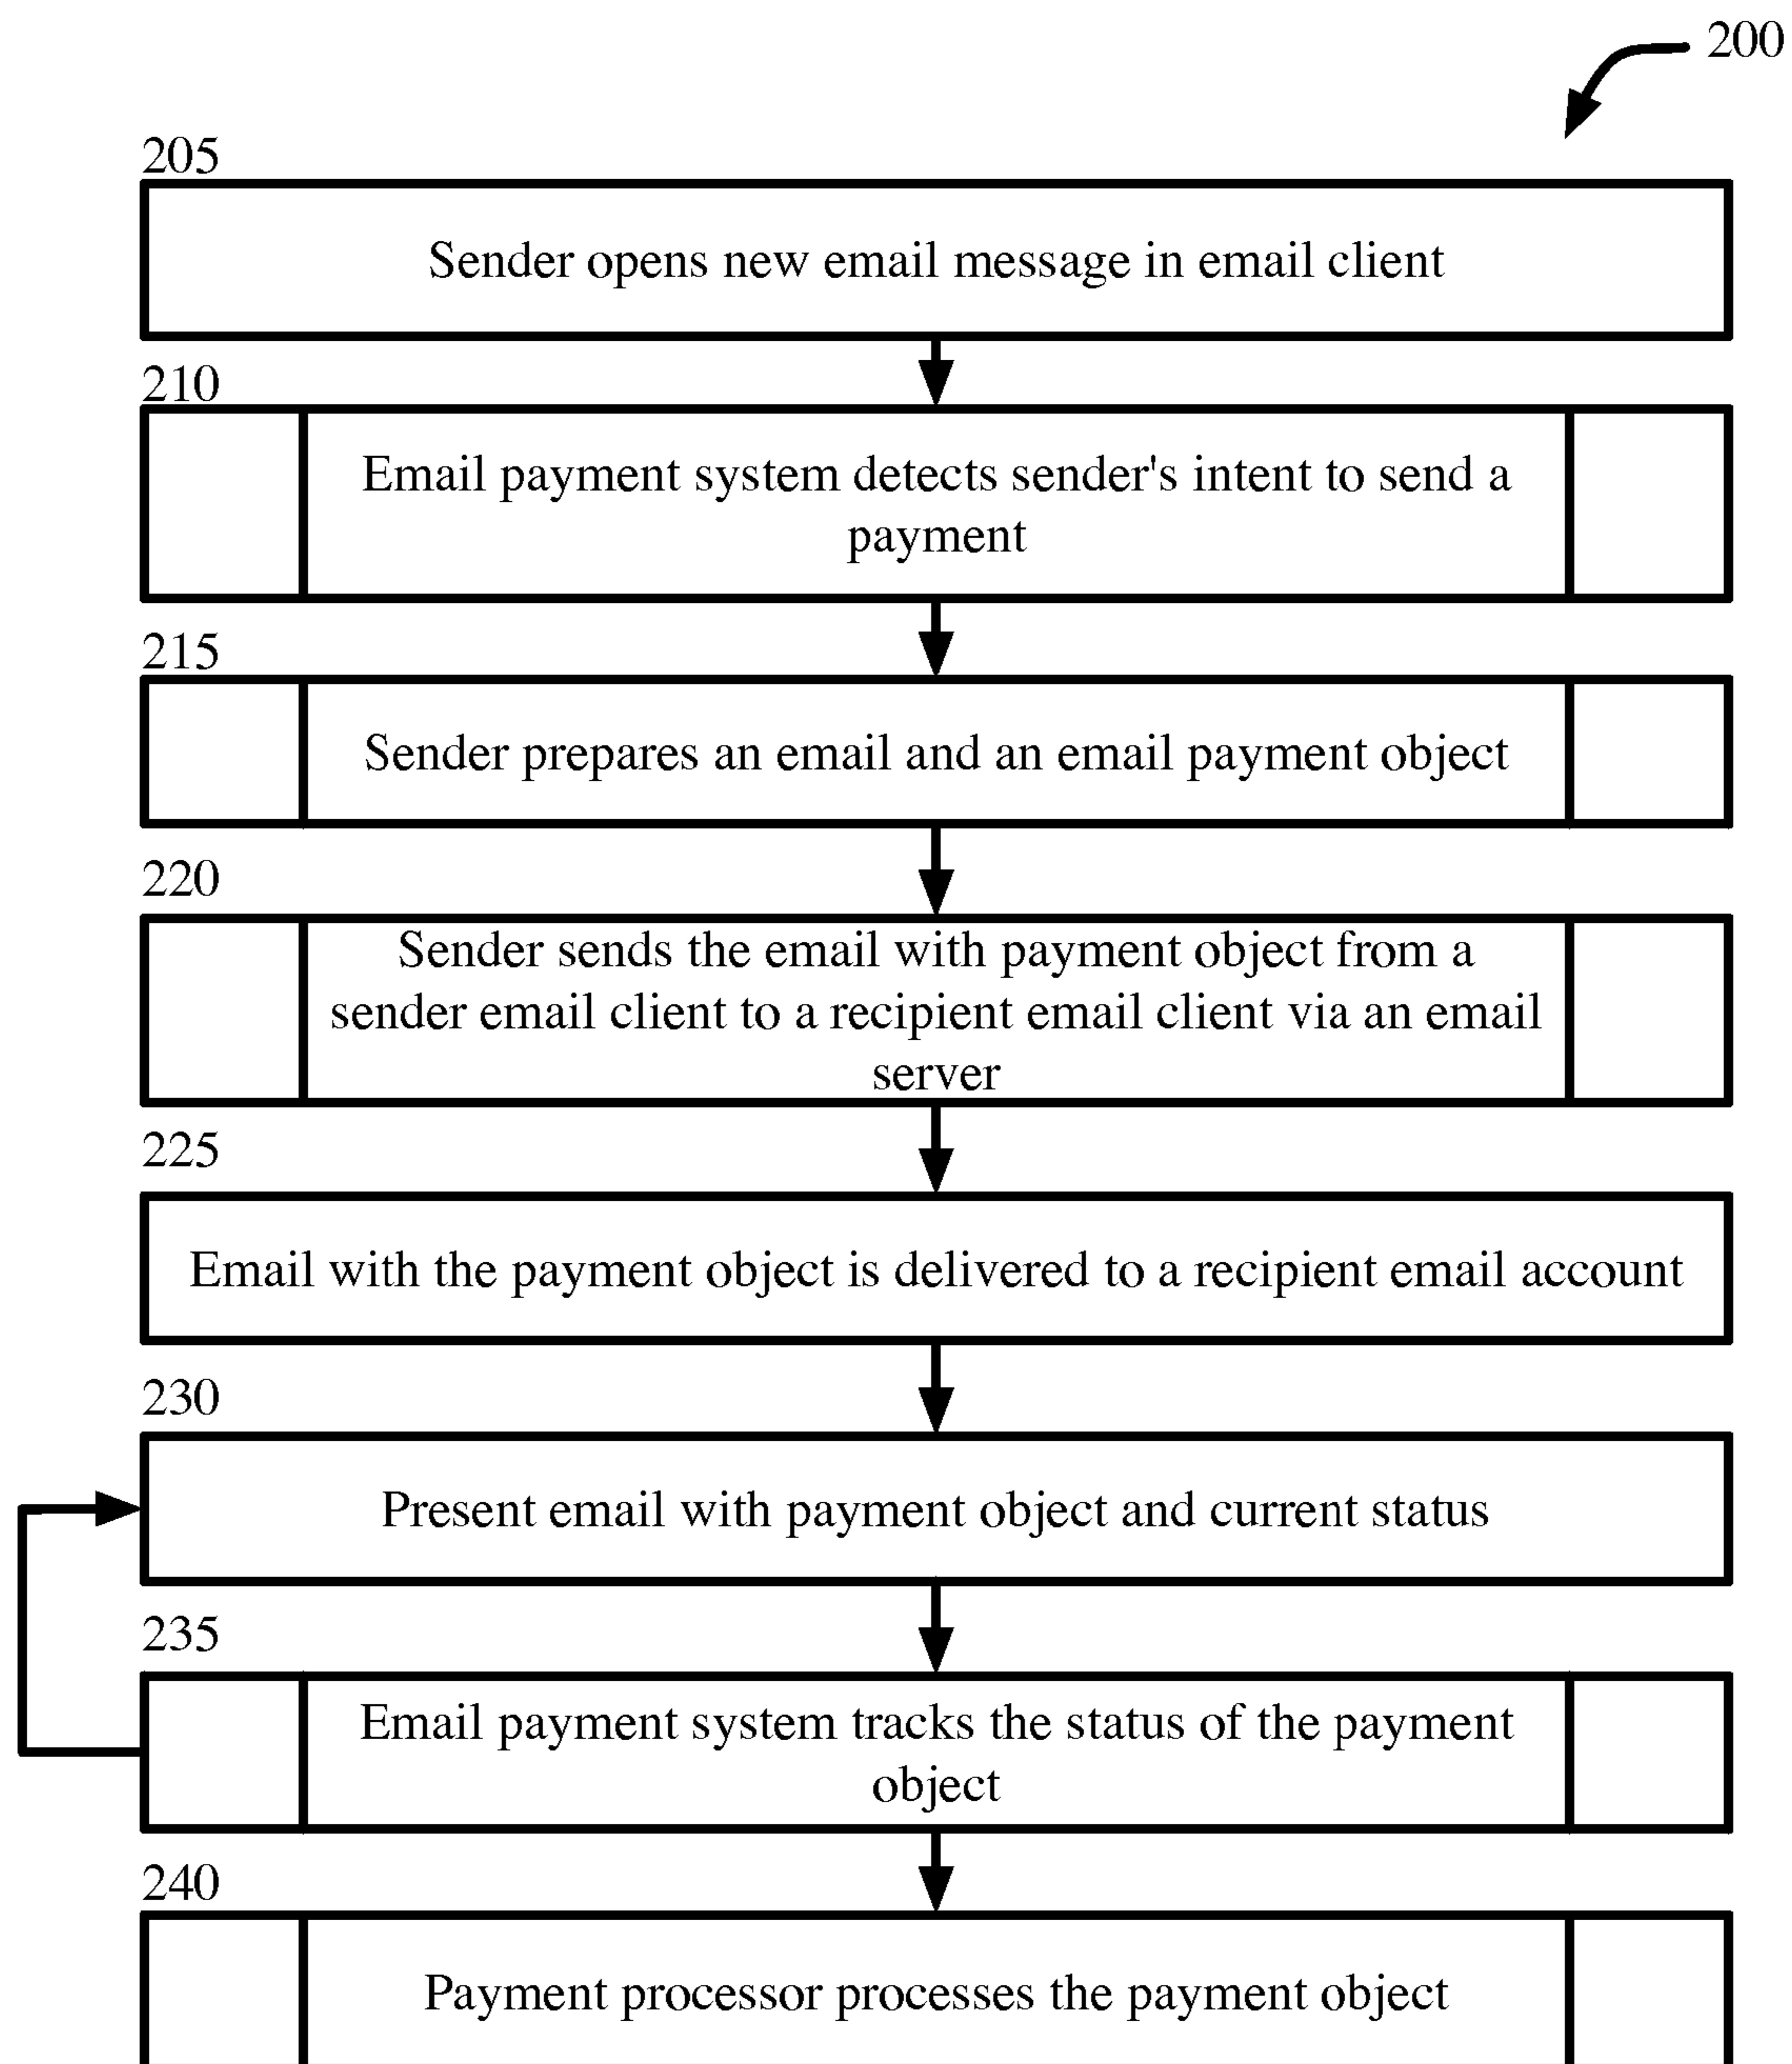 200
205
Sender opens new email message in email client
210
Email payment system detects sender's intent to send a
payment
215
Sender prepares an email and an email payment object
220
Sender sends the email with payment object from a
sender email client to a recipient email client via an email
server
225
Email with the payment object is delivered to a recipient email account
230
Present email with payment object and current status
235
Email payment system tracks the status of the payment
object
240
Payment processor processes the payment object